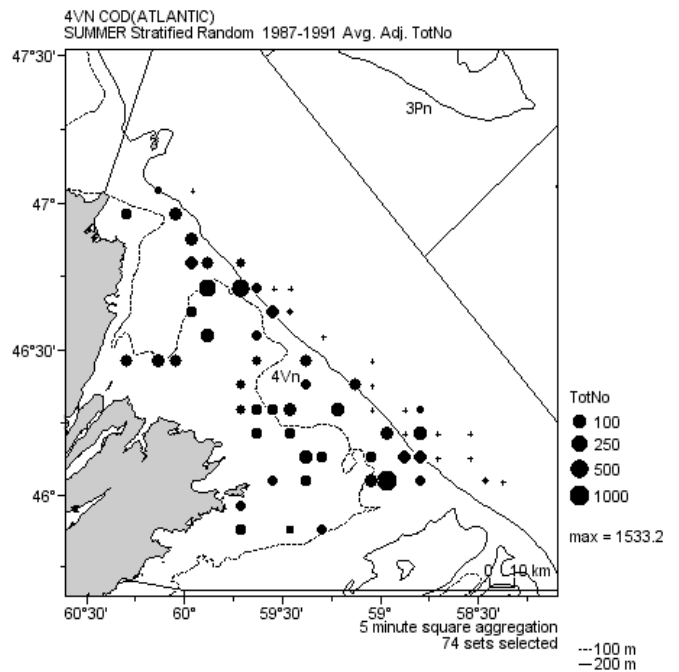 4VN COD(ATLANTIC)
SUMMER Stratified Random 1987-1991 Avg. Adj. TotNo
47°30'
3Pn
47°
46°30'
4Vn
46°
TotNo
100
250
500
1000
max = 1533.2
0 10 km
60°30' 60° 59°30' 59° 58°30'
5 minute square aggregation
74 sets selected
100 m
200 m